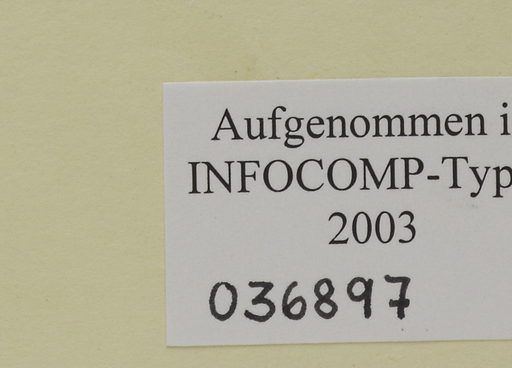 Aufgenommen i
INFOCOMP-Typ
2003
036897